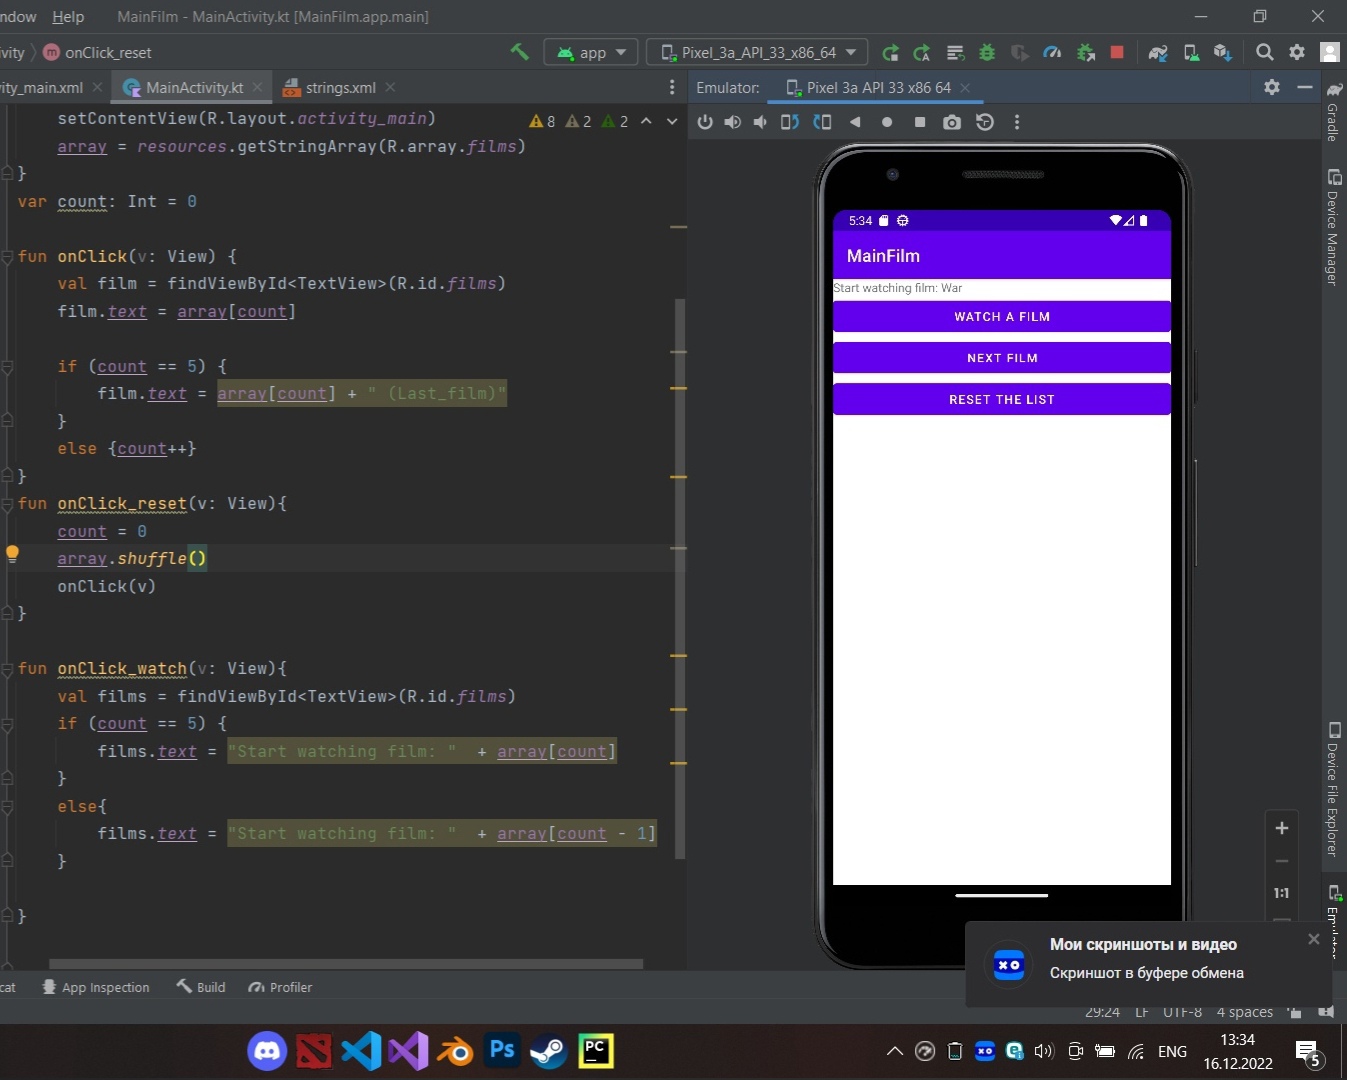 ndow Help MainFilm - MainActivity.kt [MainFilm.app.main]
ivity onClick_reset app Pixel_3a_API_33_x86_64
ity_main.xml MainActivity.kt strings.xml Emulator: Pixel 3a API 33 x86 64
8 2 2
setContentView(R.layout.activity_main)
array = resources.getStringArray(R.array.films)
}
var count: Int = 0
fun onClick(v: View) {
val film = findViewById<TextView>(R.id.films)
film.text = array[count]
if (count == 5) {
film.text = array[count] + " (Last_film)"
}
else {count++}
}
fun onClick_reset(v: View){
count = 0
array.shuffle()
onClick(v)
}
fun onClick_watch(v: View){
val films = findViewById<TextView>(R.id.films)
if (count == 5) {
films.text = "Start watching film: "  + array[count]
}
else{
films.text = "Start watching film: "  + array[count - 1]
}
}
5:34
MainFilm
Start watching film: War
WATCH A FILM
NEXT FILM
RESET THE LIST
Gradle
Device Manager
Device File Explorer
Emulator
1:1
Мои скриншоты и видео
Скриншот в буфере обмена
cat App Inspection Build Profiler
29:24 LF UTF-8 4 spaces
Ps PC ENG 13:34
16.12.2022
5